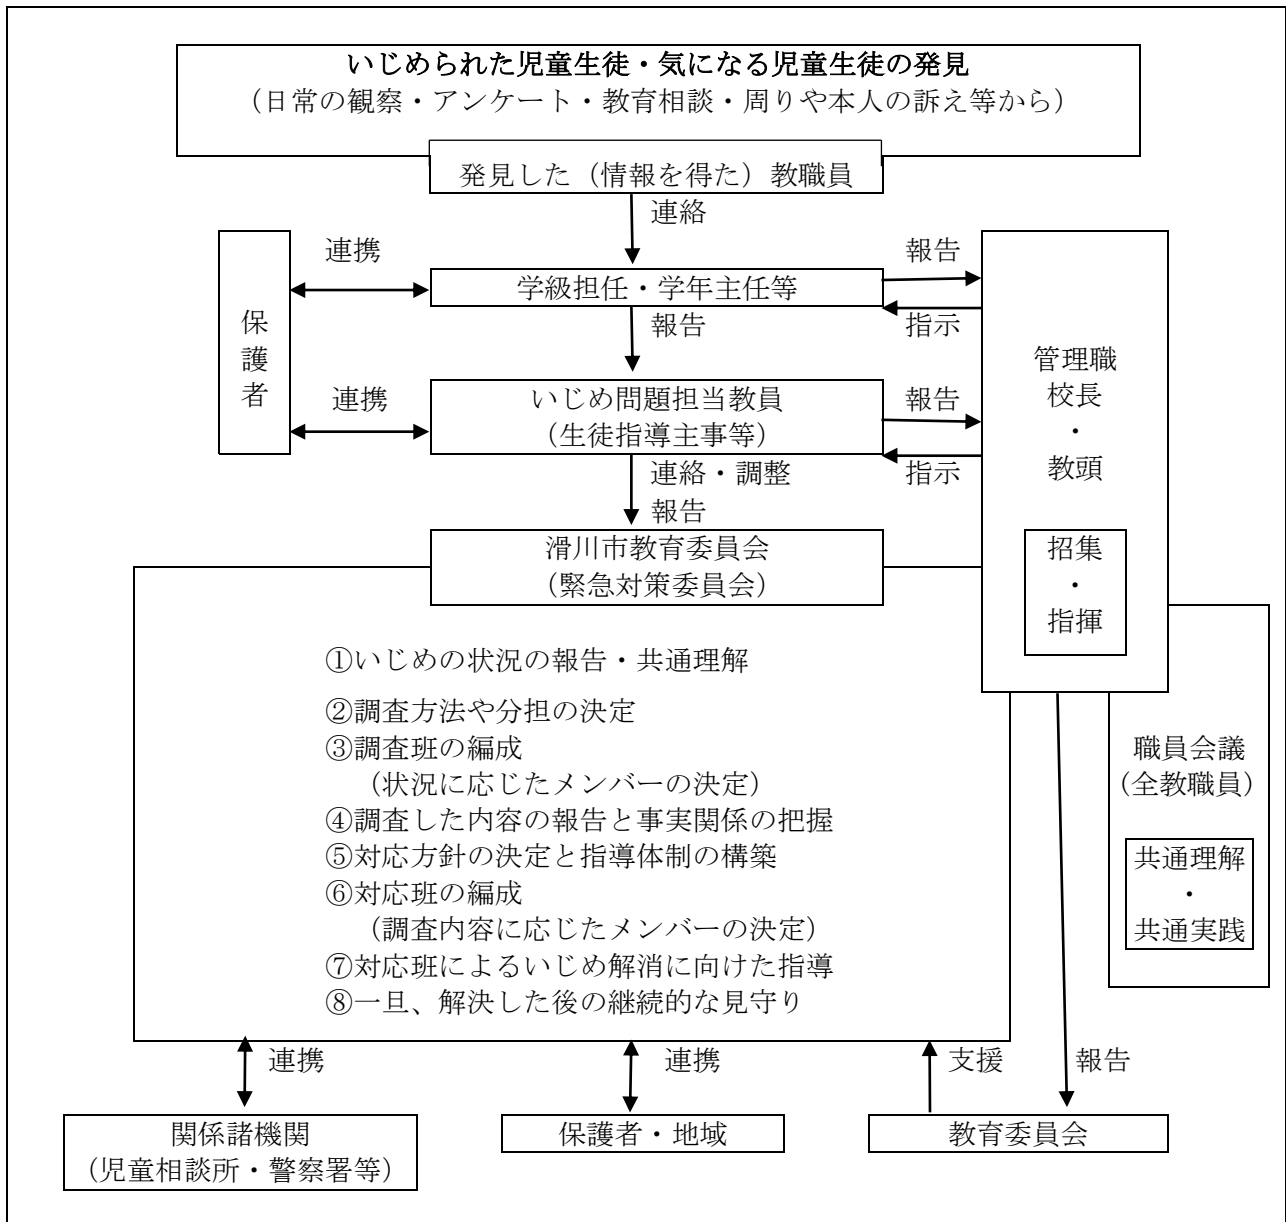 いじめられた児童生徒・気になる児童生徒の発見
（日常の観察・アンケート・教育相談・周りや本人の訴え等から）
発見した（情報を得た）教職員
連絡
保
護
者
連携
学級担任・学年主任等
報告
指示
報告
連携
いじめ問題担当教員
（生徒指導主事等）
報告
指示
連絡・調整
報告
管理職
校長
・
教頭
招集
・
指揮
滑川市教育委員会
（緊急対策委員会）
①いじめの状況の報告・共通理解
②調査方法や分担の決定
③調査班の編成
（状況に応じたメンバーの決定）
④調査した内容の報告と事実関係の把握
⑤対応方針の決定と指導体制の構築
⑥対応班の編成
（調査内容に応じたメンバーの決定）
⑦対応班によるいじめ解消に向けた指導
⑧一旦、解決した後の継続的な見守り
職員会議
（全教職員）
共通理解
・
共通実践
連携
連携
支援
報告
関係諸機関
（児童相談所・警察署等）
保護者・地域
教育委員会